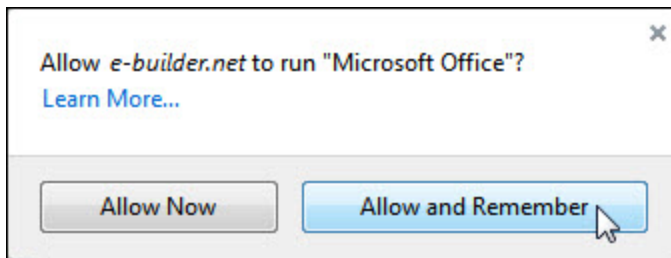 Allow e-builder.net to run "Microsoft Office"?
Learn More...
Allow Now
Allow and Remember